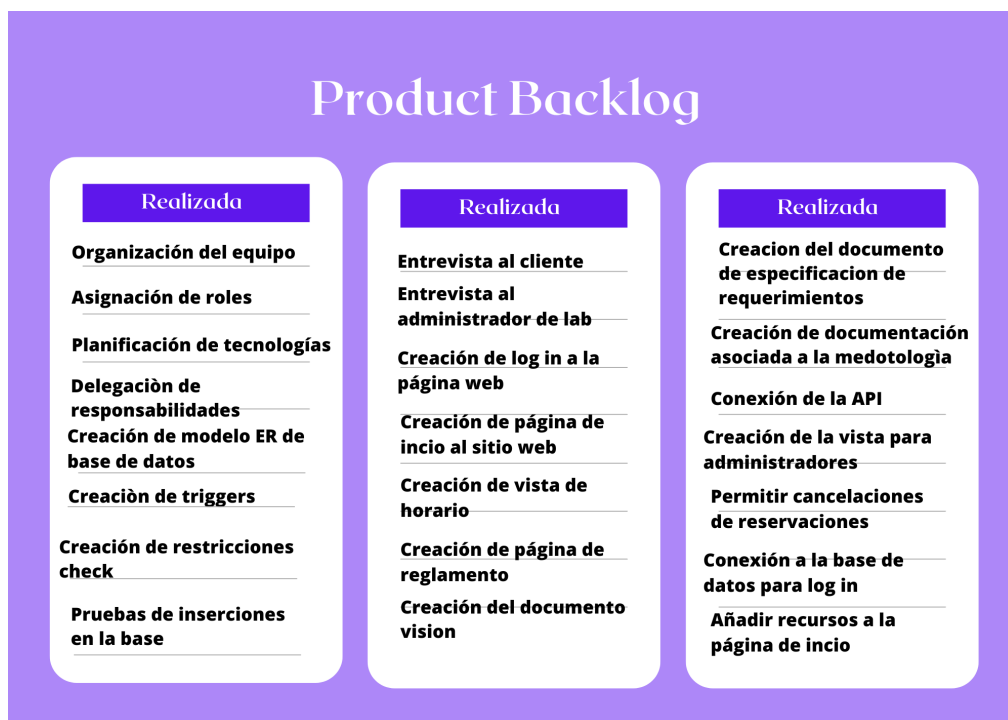 Product Backlog
Realizada
Organización del equipo
Asignación de roles
Planificación de tecnologías
Delegaciòn de
responsabilidades
Creación de modelo ER de
base de datos
Creaciòn de triggers
Creación de restricciones
check
Pruebas de inserciones
en la base
Realizada
Entrevista al cliente
Entrevista al
administrador de lab
Creación de log in a la
página web
Creación de página de
incio al sitio web
Creación de vista de
horario
Creación de página de
reglamento
Creación del documento
vision
Realizada
Creacion del documento
de especificacion de
requerimientos
Creación de documentación
asociada a la medotologìa
Conexión de la API
Creación de la vista para
administradores
Permitir cancelaciones
de reservaciones
Conexión a la base de
datos para log in
Añadir recursos a la
página de incio